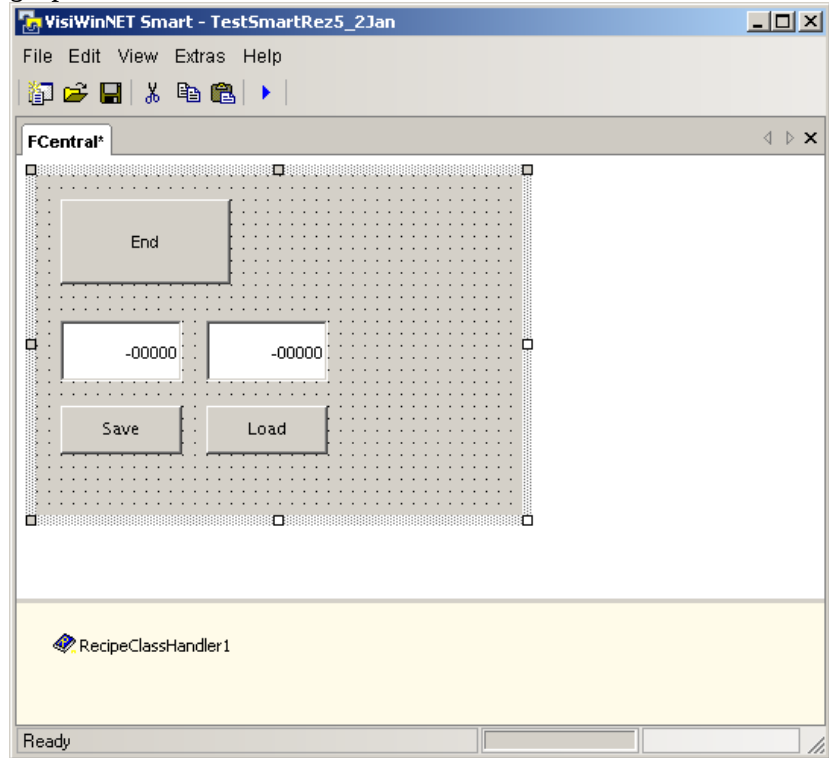 VisiWinNET Smart - TestSmartRez5_2Jan
File Edit View Extras Help
FCentral*
End
-00000 -00000
Save Load
RecipeClassHandler1
Ready